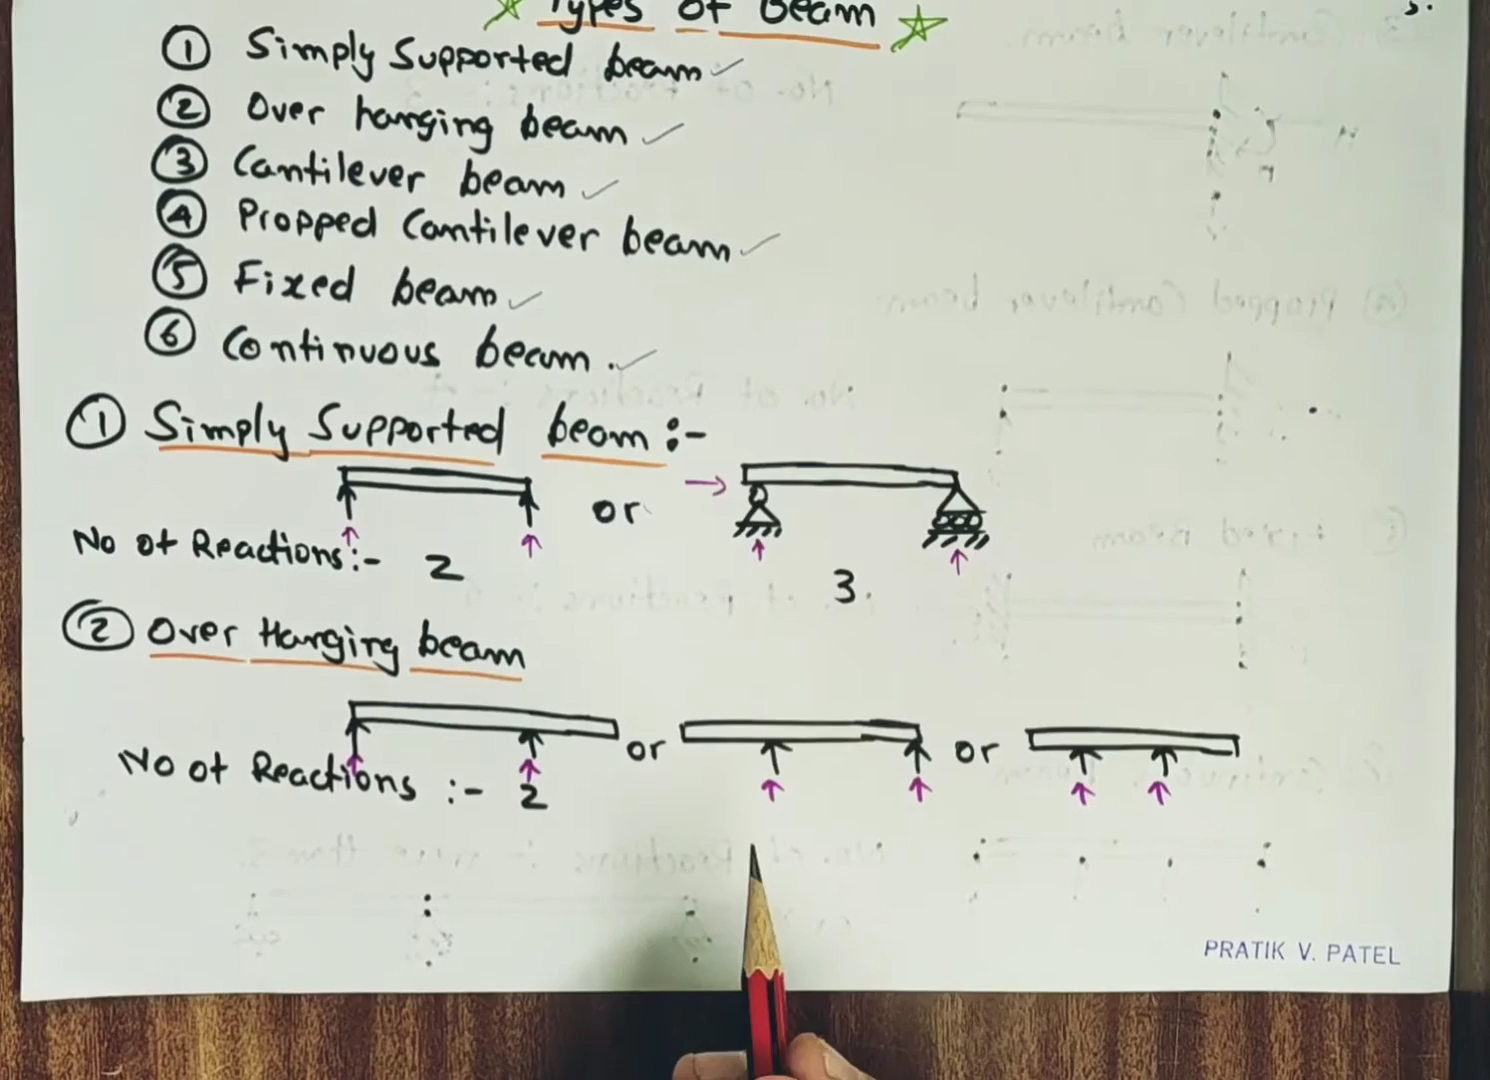 Types of Beam
① Simply Supported beam
② Over hanging beam
③ Cantilever beam
④ Propped Cantilever beam
⑤ Fixed beam
⑥ Continuous beam.
① Simply Supported beam :-
or
No of Reactions :- 2
3.
② Over Hanging beam
or
or
No of Reactions :- 2
PRATIK V. PATEL